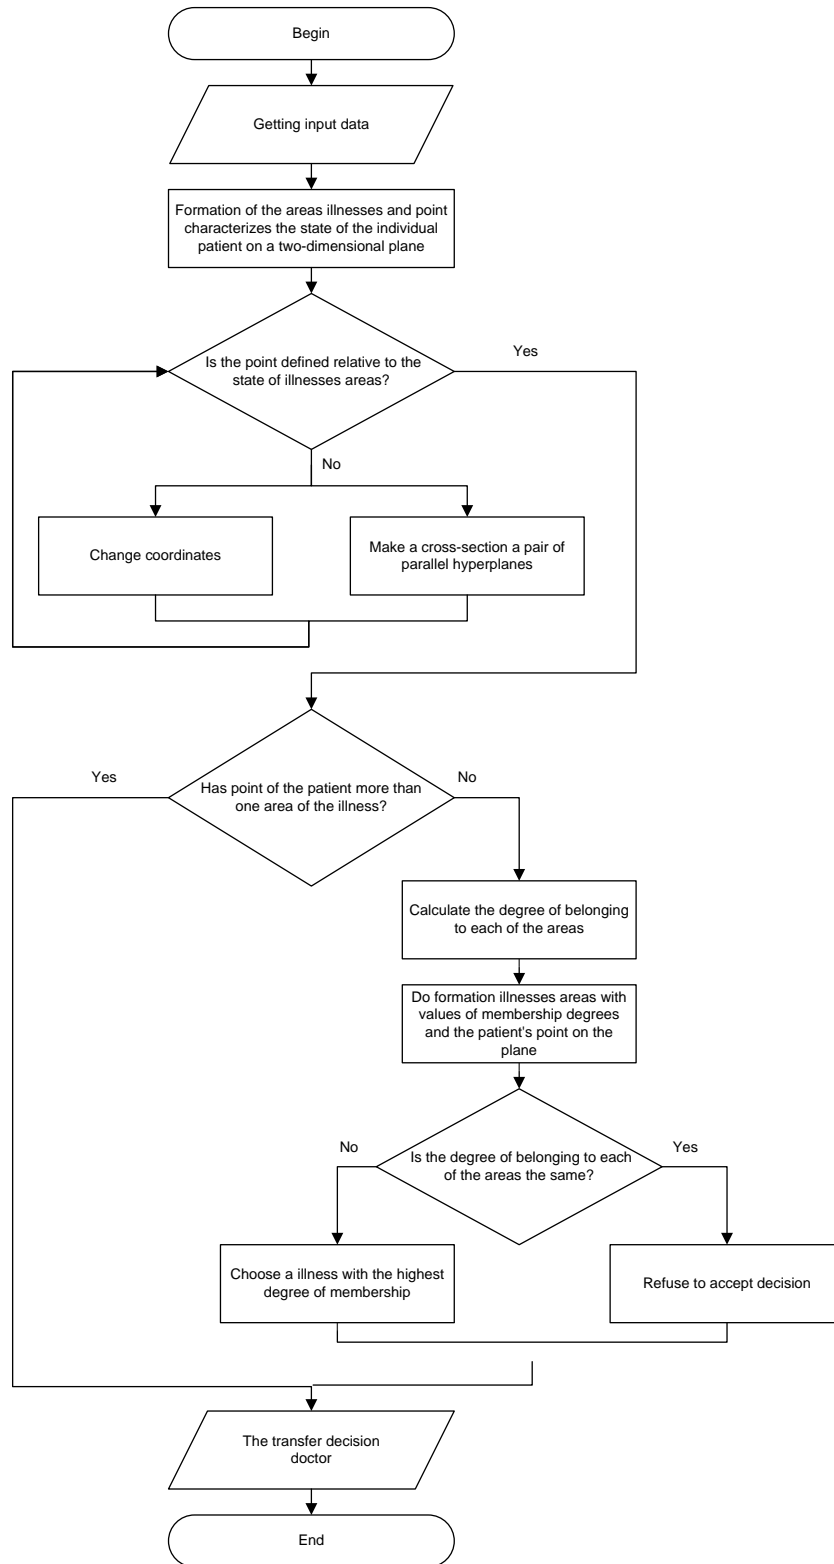 Begin
Getting input data
Formation of the areas illnesses and point
characterizes the state of the individual
patient on a two-dimensional plane
Is the point defined relative to the
state of illnesses areas?
Yes
No
Change coordinates
Make a cross-section a pair of
parallel hyperplanes
Has point of the patient more than
one area of the illness?
Yes
No
Calculate the degree of belonging
to each of the areas
Do formation illnesses areas with
values of membership degrees
and the patient's point on the
plane
Is the degree of belonging to each
of the areas the same?
No
Yes
Choose a illness with the highest
degree of membership
Refuse to accept decision
The transfer decision
doctor
End